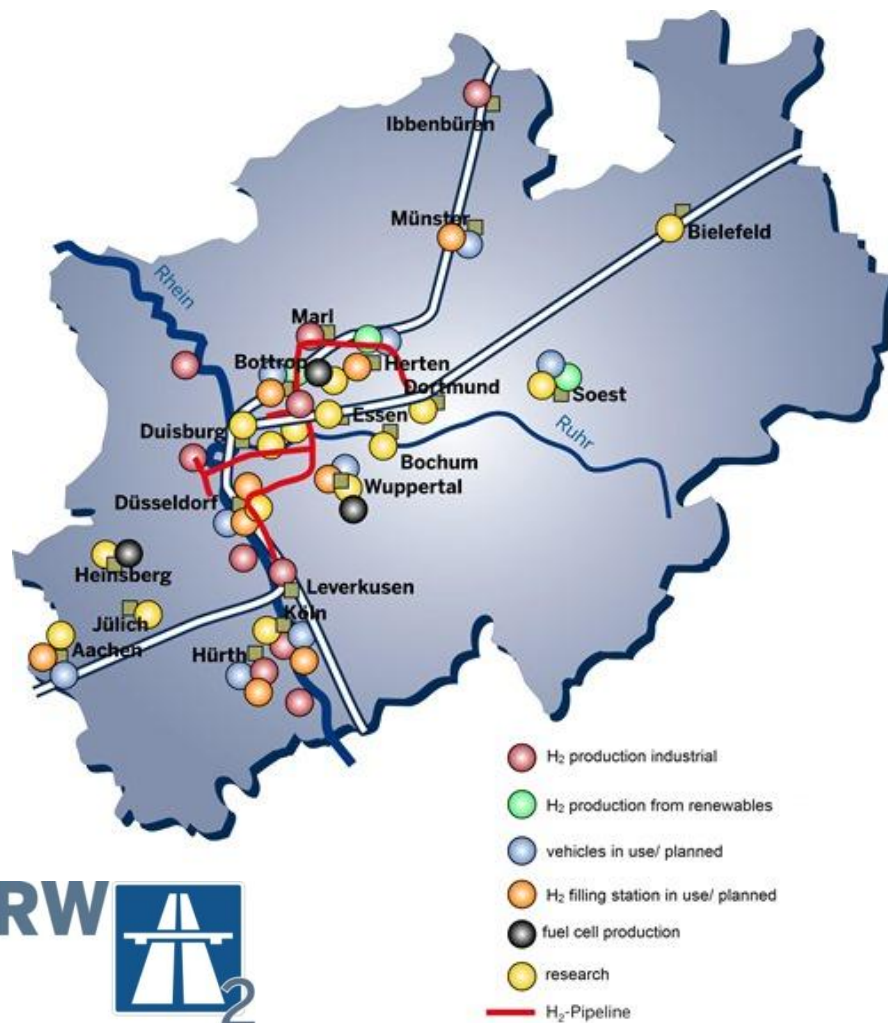 Ibbenbüren
Münster
Bielefeld
Rhein
Marl
Bottrop
Herten
Dortmund
Soest
Essen
Duisburg
Ruhr
Bochum
Wuppertal
Düsseldorf
Heinsberg
Leverkusen
Jülich
Köln
Aachen
Hürth
H₂ production industrial
H₂ production from renewables
vehicles in use/ planned
H₂ filling station in use/ planned
fuel cell production
research
H₂-Pipeline
RW
2